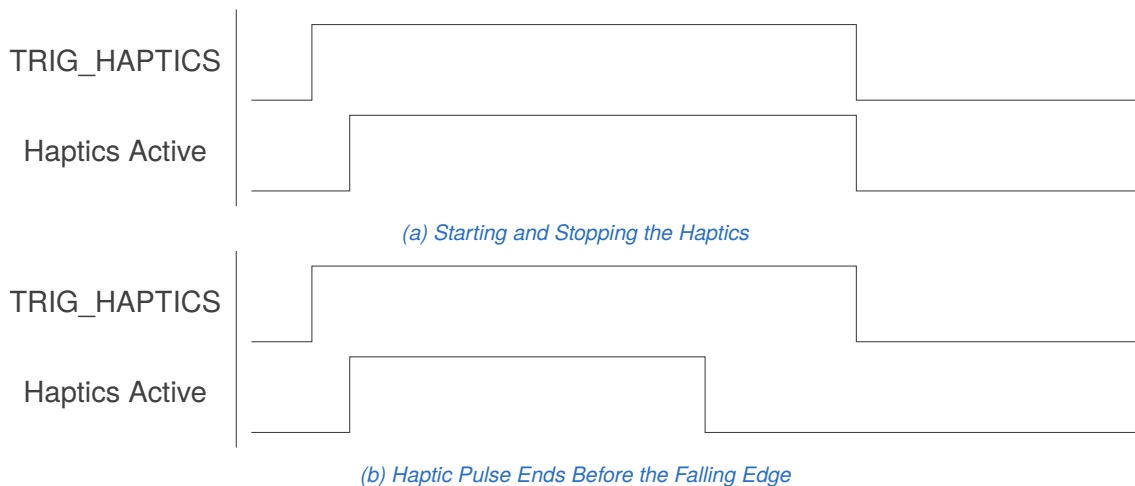 TRIG_HAPTICS
Haptics Active
(a) Starting and Stopping the Haptics
TRIG_HAPTICS
Haptics Active
(b) Haptic Pulse Ends Before the Falling Edge